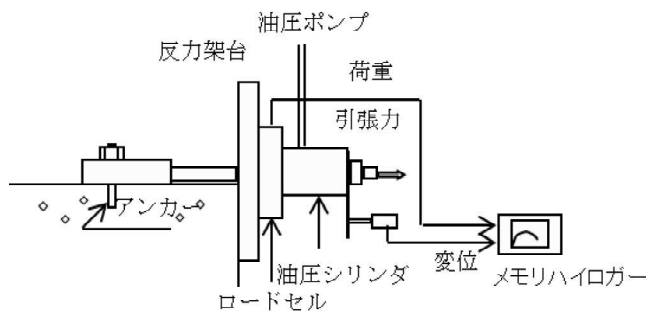 油圧ポンプ
反力架台
荷重
引張力
アンカー
変位
油圧シリンダ
メモリハイロガー
ロードセル